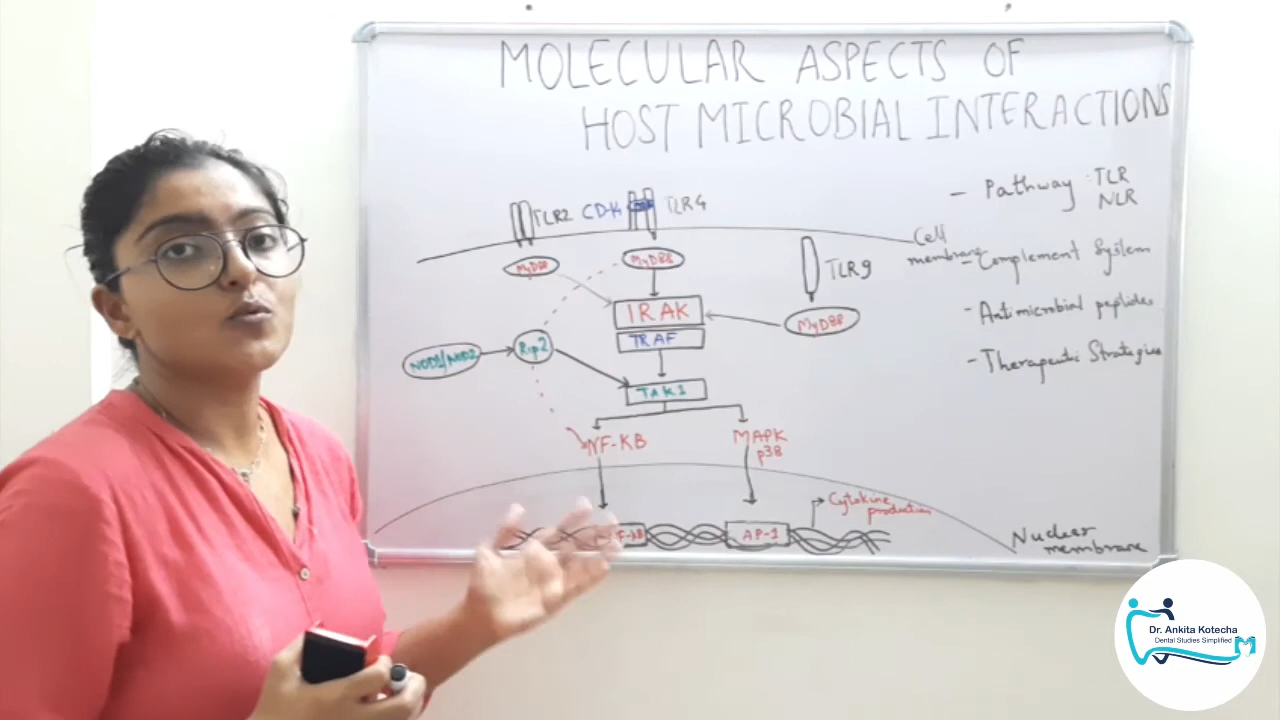 MOLECULAR ASPECTS OF
HOST MICROBIAL INTERACTIONS
- Pathway : TLR
NLR
- Complement System
- Antimicrobial peptides
- Therapeutic Strategies
TLR2
CD14
TLR4
Cell
membrane
MyD88
MyD88
TLR9
IRAK
MyD88
TRAF
NOD1/NOD2
Rip2
TAK1
NF-KB
MAPK
p38
Cytokine
production
AP-1
Nuclear
membrane
Dr. Ankita Kotecha
Dental Studies Simplified